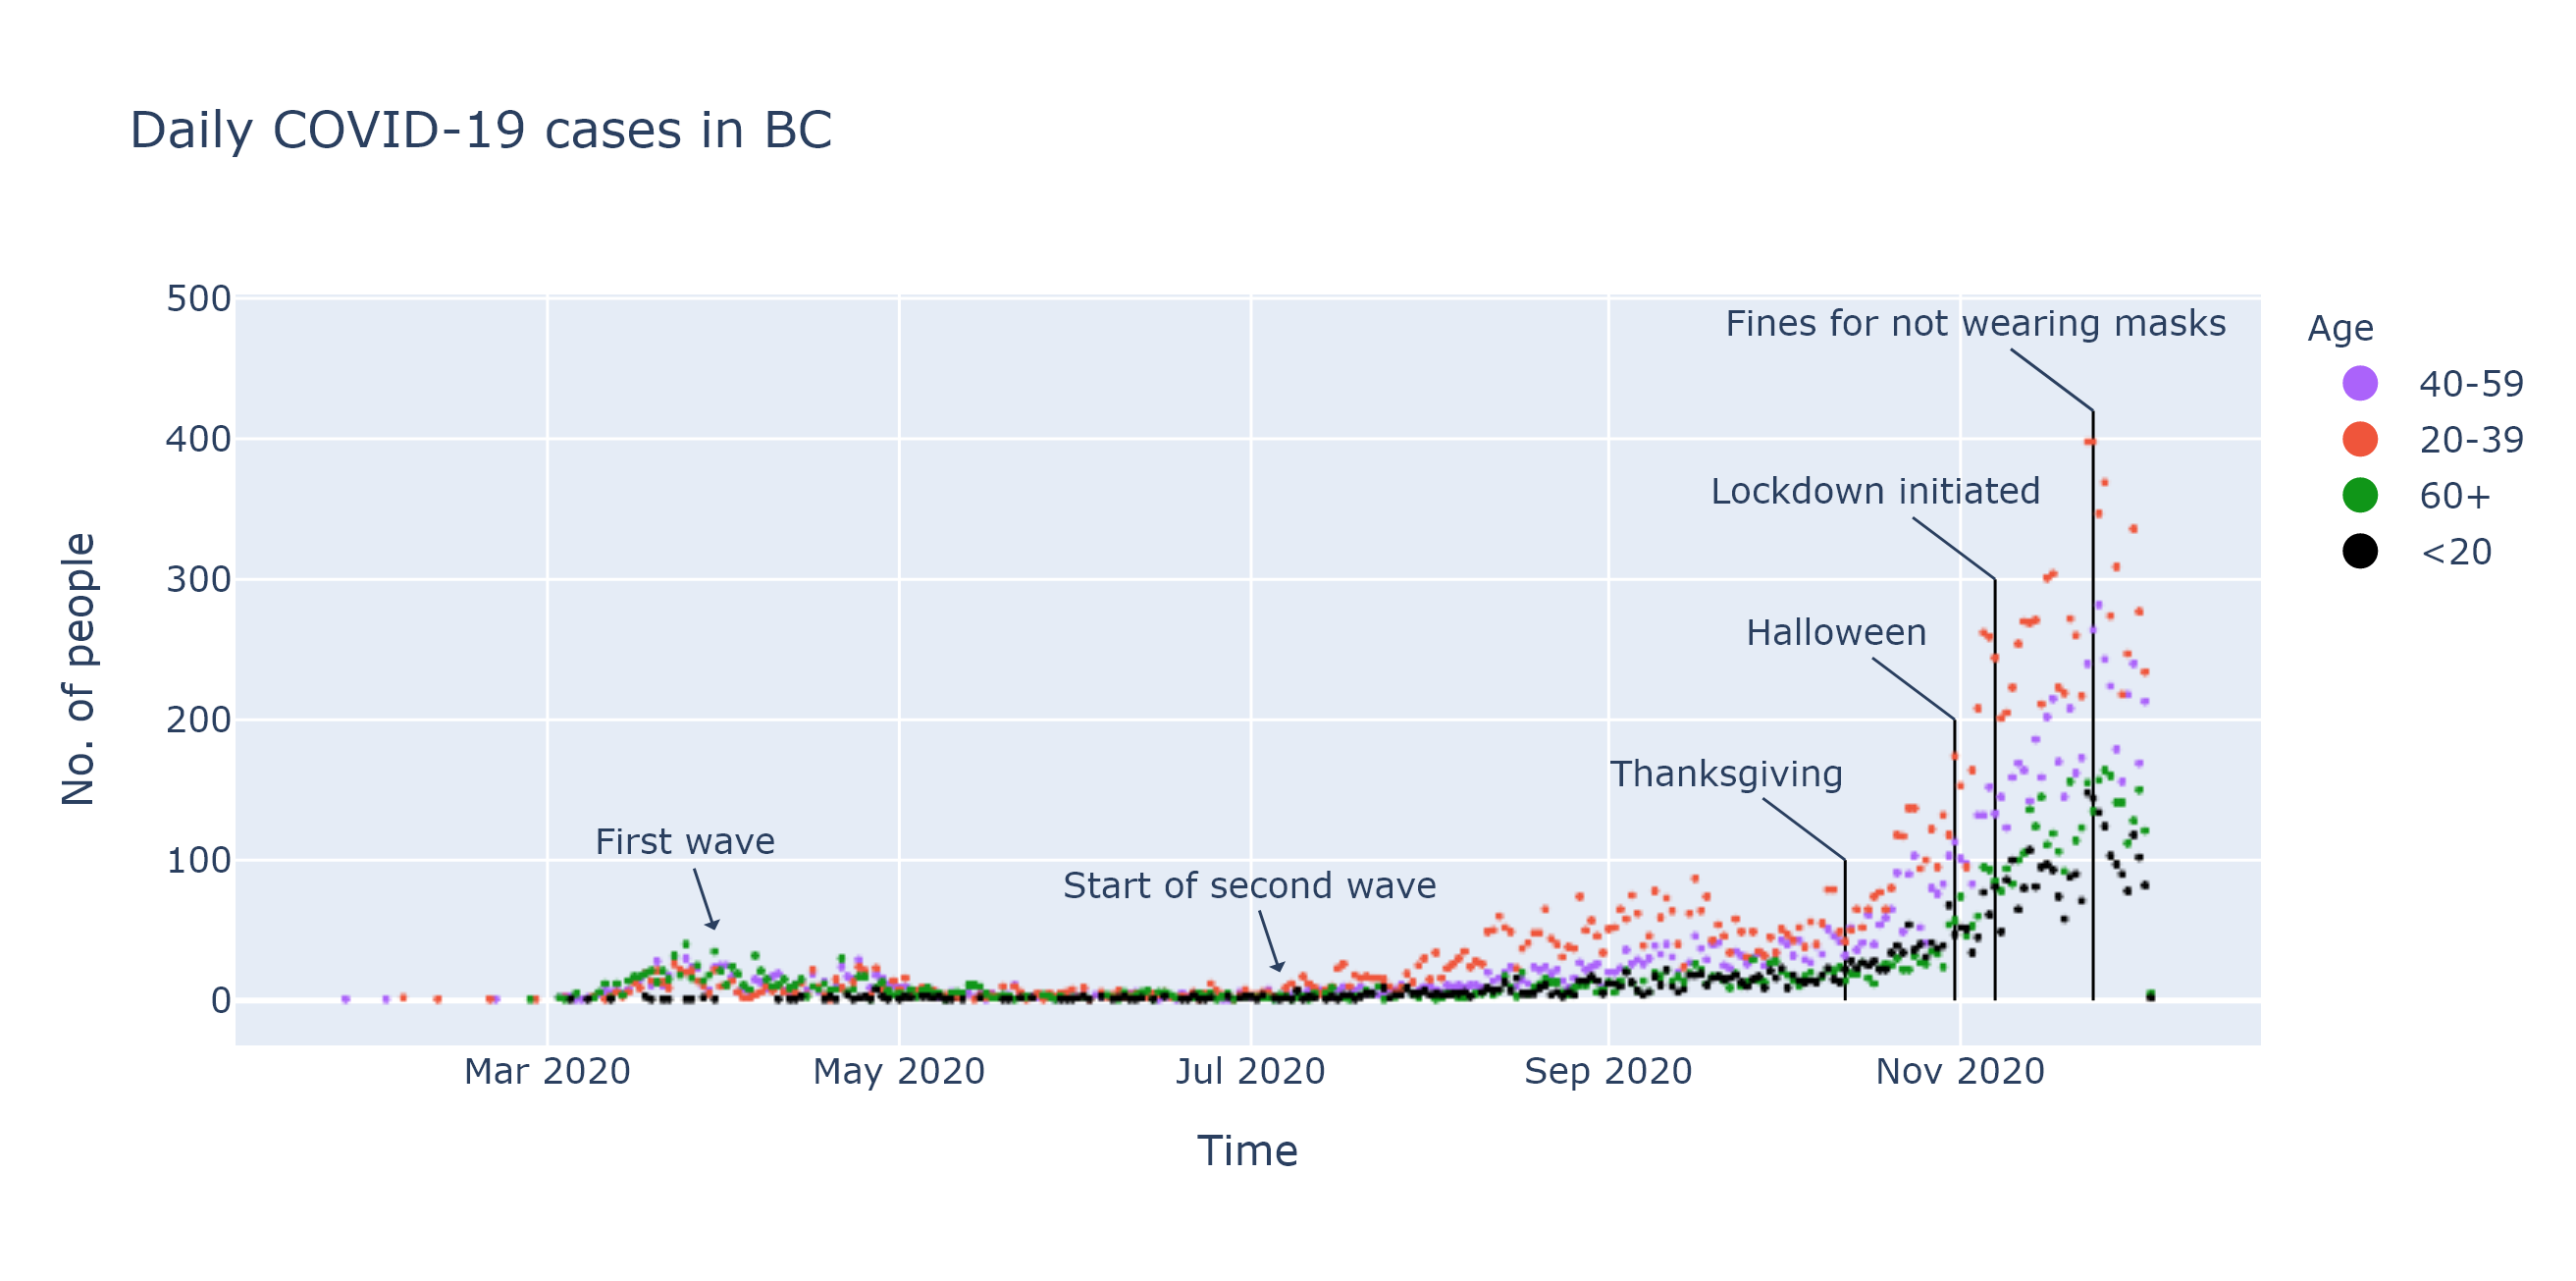 Daily COVID-19 cases in BC
500
400
300
200
100
0
No. of people
Fines for not wearing masks
Lockdown initiated
Halloween
Thanksgiving
First wave
Start of second wave
Age
40-59
20-39
60+
<20
Mar 2020
May 2020
Jul 2020
Sep 2020
Nov 2020
Time